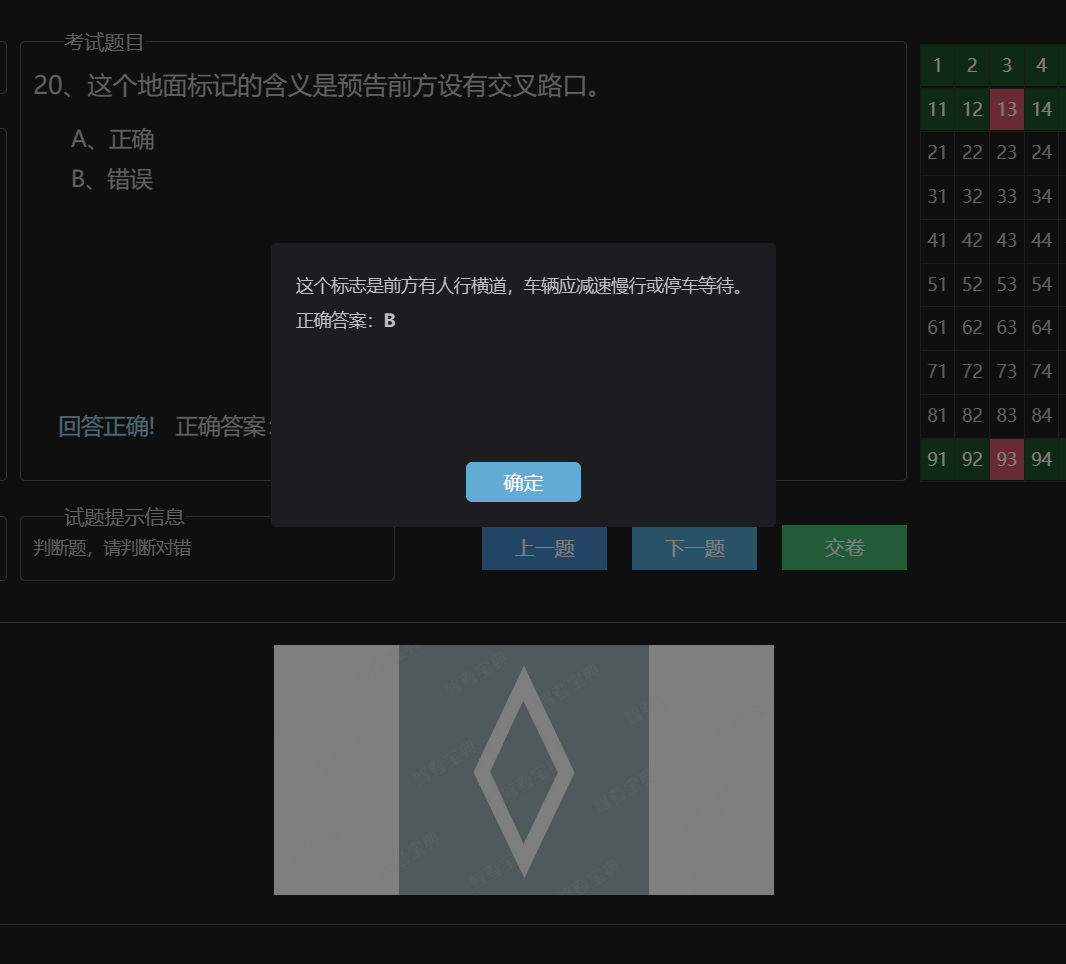 考试题目
20、这个地面标记的含义是预告前方设有交叉路口。
A、正确
B、错误
这个标志是前方有人行横道，车辆应减速慢行或停车等待。
正确答案：B
确定
回答正确! 正确答案:
试题提示信息
判断题，请判断对错
上一题 下一题 交卷
1 2 3 4
11 12 13 14
21 22 23 24
31 32 33 34
41 42 43 44
51 52 53 54
61 62 63 64
71 72 73 74
81 82 83 84
91 92 93 94